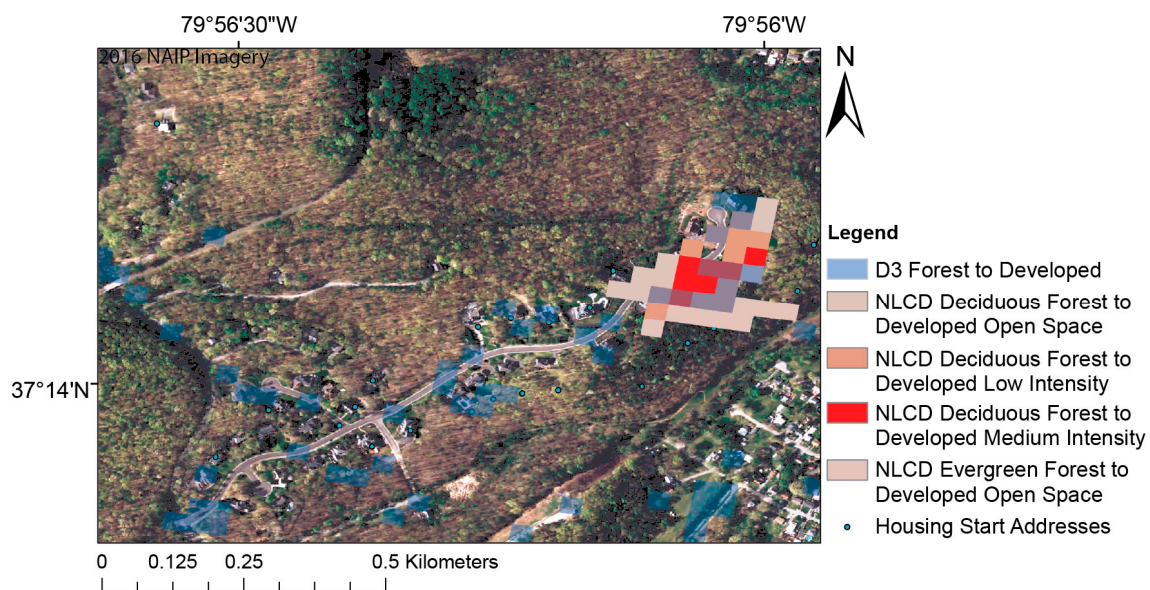 79°56'30"W
79°56'W
2016 NAIP Imagery
N
37°14'N
Legend
D3 Forest to Developed
NLCD Deciduous Forest to
Developed Open Space
NLCD Deciduous Forest to
Developed Low Intensity
NLCD Deciduous Forest to
Developed Medium Intensity
NLCD Evergreen Forest to
Developed Open Space
Housing Start Addresses
0 0.125 0.25 0.5 Kilometers